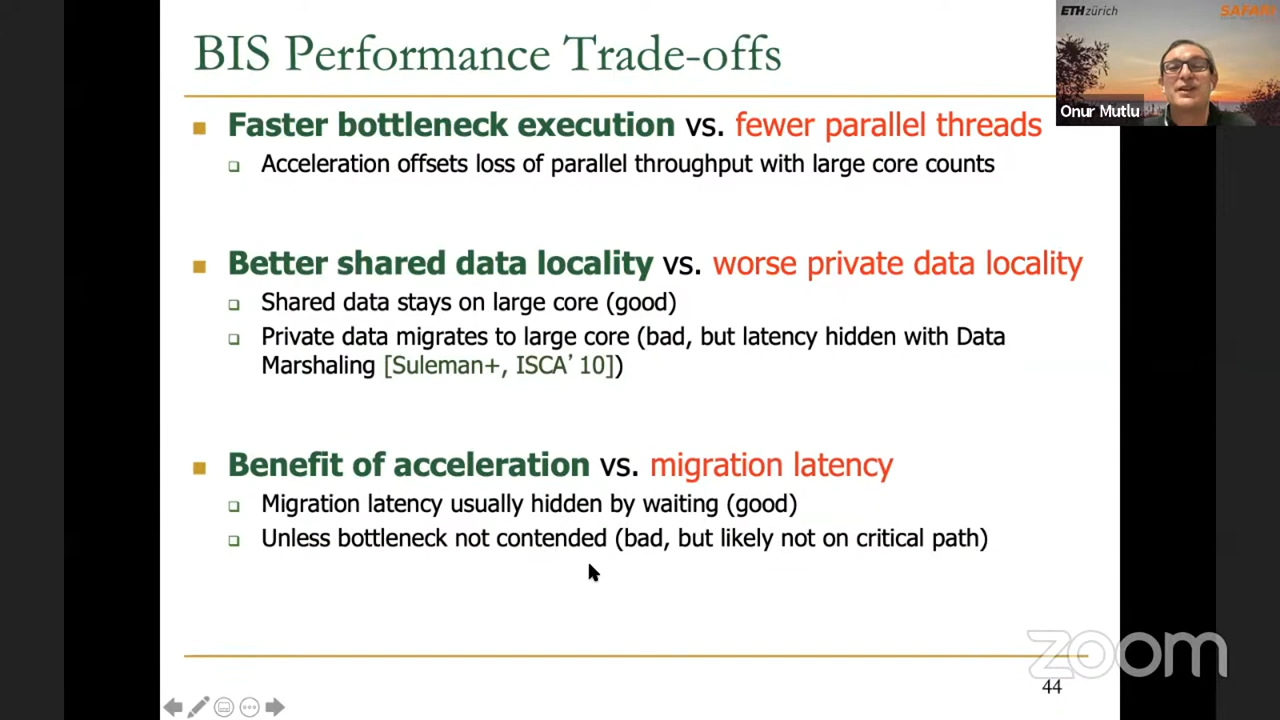 BIS Performance Trade-offs
ETH zürich
SAFARI
Onur Mutlu
Faster bottleneck execution vs. fewer parallel threads
Acceleration offsets loss of parallel throughput with large core counts
Better shared data locality vs. worse private data locality
Shared data stays on large core (good)
Private data migrates to large core (bad, but latency hidden with Data
Marshaling [Suleman+, ISCA’10])
Benefit of acceleration vs. migration latency
Migration latency usually hidden by waiting (good)
Unless bottleneck not contended (bad, but likely not on critical path)
zoom
44